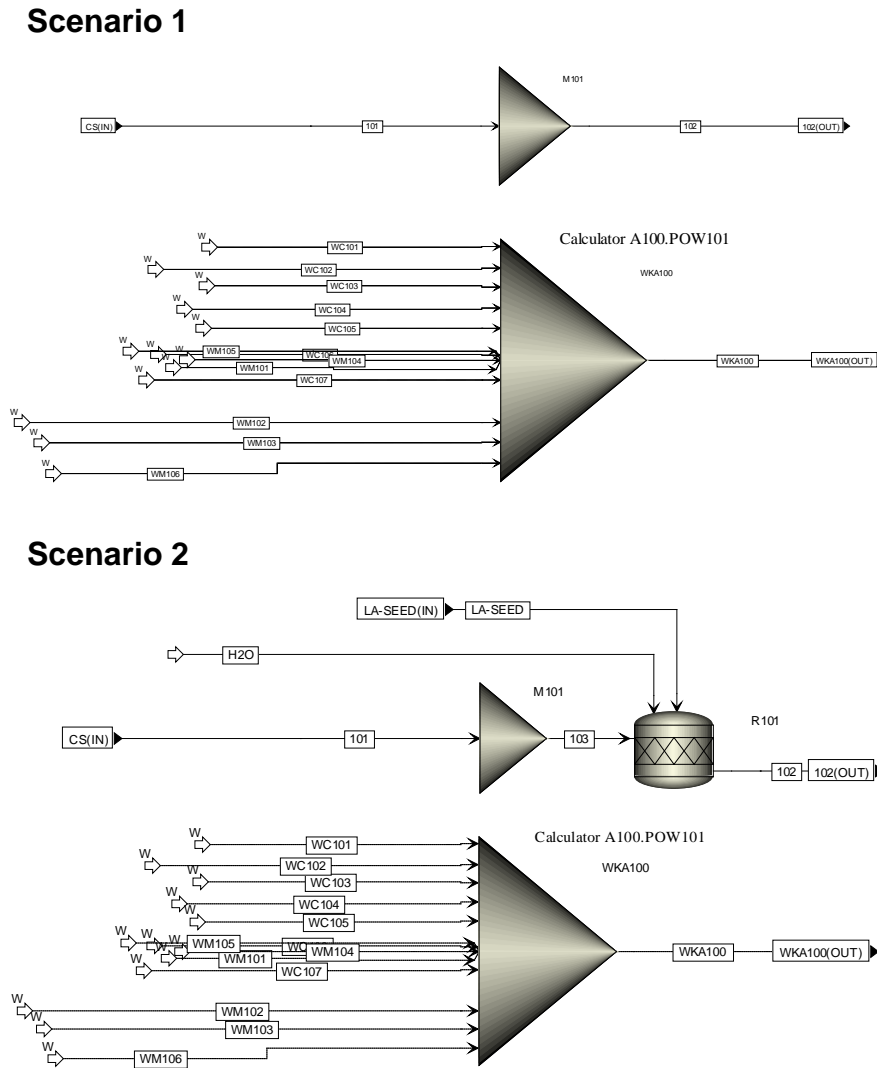 Scenario 1
M101
CS(IN) 101 102 102(OUT)
W WC101 Calculator A100.POW101
W WC102 WKA100
W WC103
W WC104
W WC105
W W WM105 WC106 WM104 WKA100 WKA100(OUT)
W W WM101
W WC107
W WM102
W WM103
W WM106
Scenario 2
LA-SEED(IN) LA-SEED
H2O
M101 R101
CS(IN) 101 103
102 102(OUT)
W WC101 Calculator A100.POW101
W WC102 WKA100
W WC103
W WC104
W WC105
W W WM105 WM104 WKA100 WKA100(OUT)
W W WM101
W WC107
W WM102
W WM103
W WM106